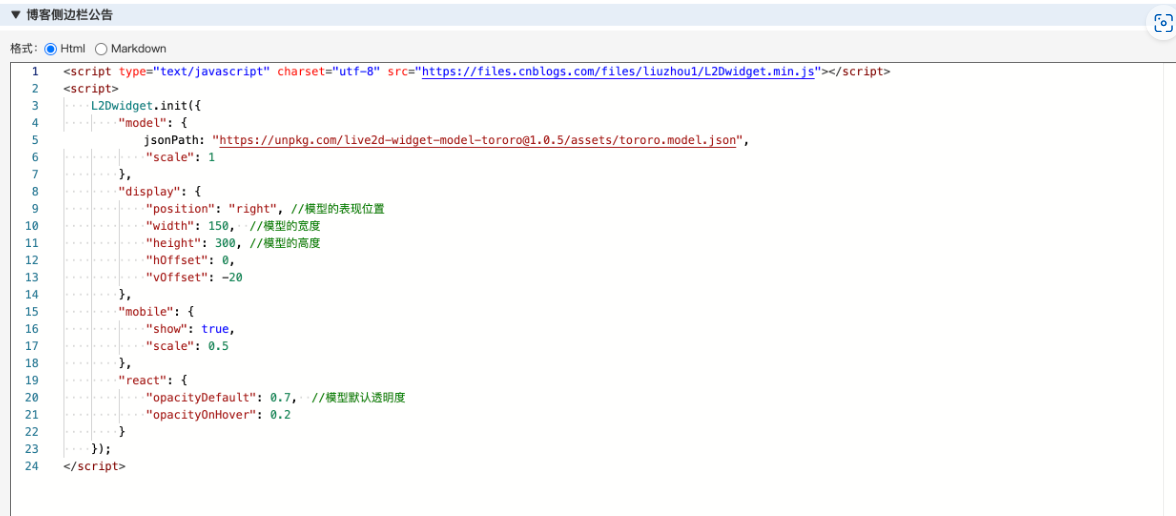 ▼ 博客侧边栏公告
格式: Html Markdown
1 <script type="text/javascript" charset="utf-8" src="https://files.cnblogs.com/files/liuzhou1/L2Dwidget.min.js"></script>
2 <script>
3 L2Dwidget.init({
4 "model": {
5 jsonPath: "https://unpkg.com/live2d-widget-model-tororo@1.0.5/assets/tororo.model.json",
6 "scale": 1
7 },
8 "display": {
9 "position": "right", //模型的表现位置
10 "width": 150, //模型的宽度
11 "height": 300, //模型的高度
12 "hOffset": 0,
13 "vOffset": -20
14 },
15 "mobile": {
16 "show": true,
17 "scale": 0.5
18 },
19 "react": {
20 "opacityDefault": 0.7, //模型默认透明度
21 "opacityOnHover": 0.2
22 }
23 });
24 </script>